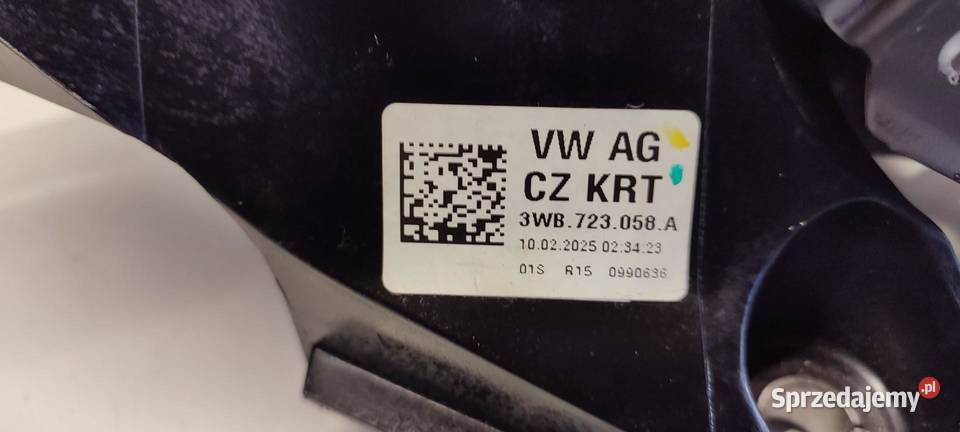 VW AG
CZ KRT
3WB.723.058.A
10.02.2025 02:34:23
01S R15 0990636
Sprzedajemy.pl